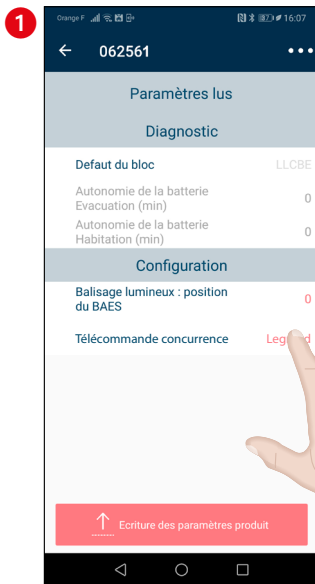 1
Orange F 87 16:07
062561
Paramètres lus
Diagnostic
Defaut du bloc LLCBE
Autonomie de la batterie
Evacuation (min) 0
Autonomie de la batterie
Habitation (min) 0
Configuration
Balisage lumineux : position
du BAES 0
Télécommande concurrence
Ecriture des paramètres produit